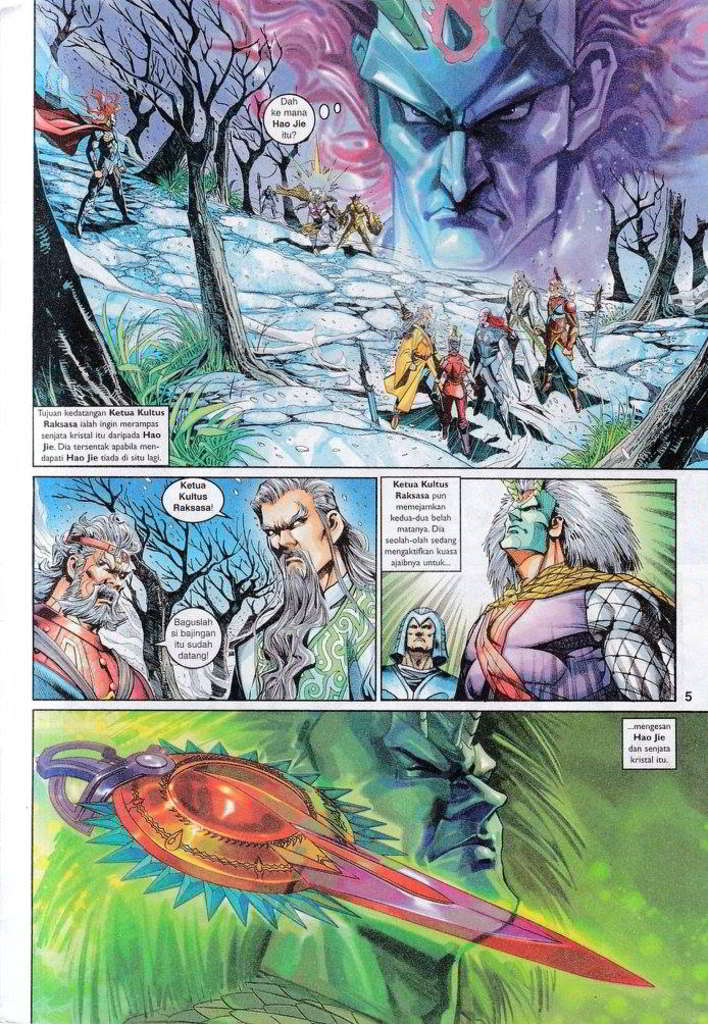 Dah
ke mana
Hao Jie
itu?
Tujuan kedatangan Ketua Kultus
Raksasa ialah ingin merampas
senjata kristal itu daripada Hao
Jie. Dia tersentak apabila men-
dapati Hao Jie tiada di situ lagi.
Ketua
Kultus
Raksasa!
Baguslah
si bajingan
itu sudah
datang!
Ketua Kultus
Raksasa pun
memejamkan
kedua-dua belah
matanya. Dia
seolah-olah sedang
mengaktifkan kuasa
ajaibnya untuk...
5
...mengesan
Hao Jie
dan senjata
kristal itu.